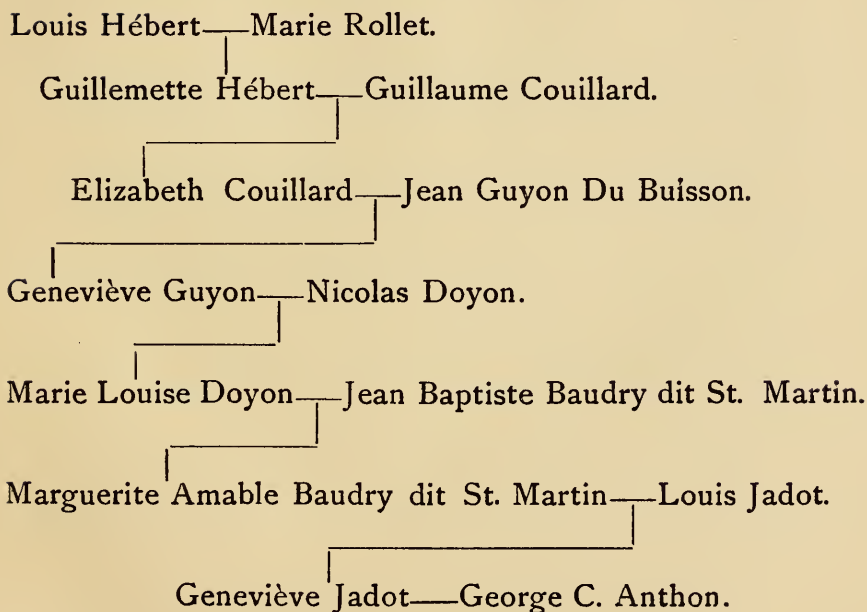 Louis Hébert—Marie Rollet.
Guillemette Hébert—Guillaume Couillard.
Elizabeth Couillard—Jean Guyon Du Buisson.
Geneviève Guyon—Nicolas Doyon.
Marie Louise Doyon—Jean Baptiste Baudry dit St. Martin.
Marguerite Amable Baudry dit St. Martin—Louis Jadot.
Geneviève Jadot—George C. Anthon.